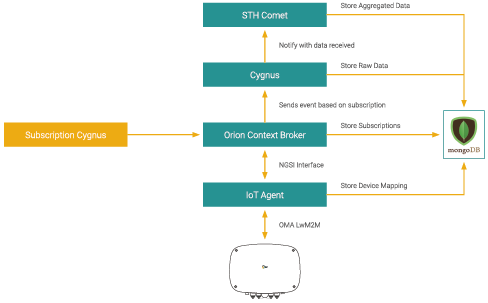 STH Comet
Store Aggregated Data
Notify with data received
Cygnus
Store Raw Data
Sends event based on subscription
Subscription Cygnus
Orion Context Broker
Store Subscriptions
mongoDB
NGSI Interface
IoT Agent
Store Device Mapping
OMA LwM2M